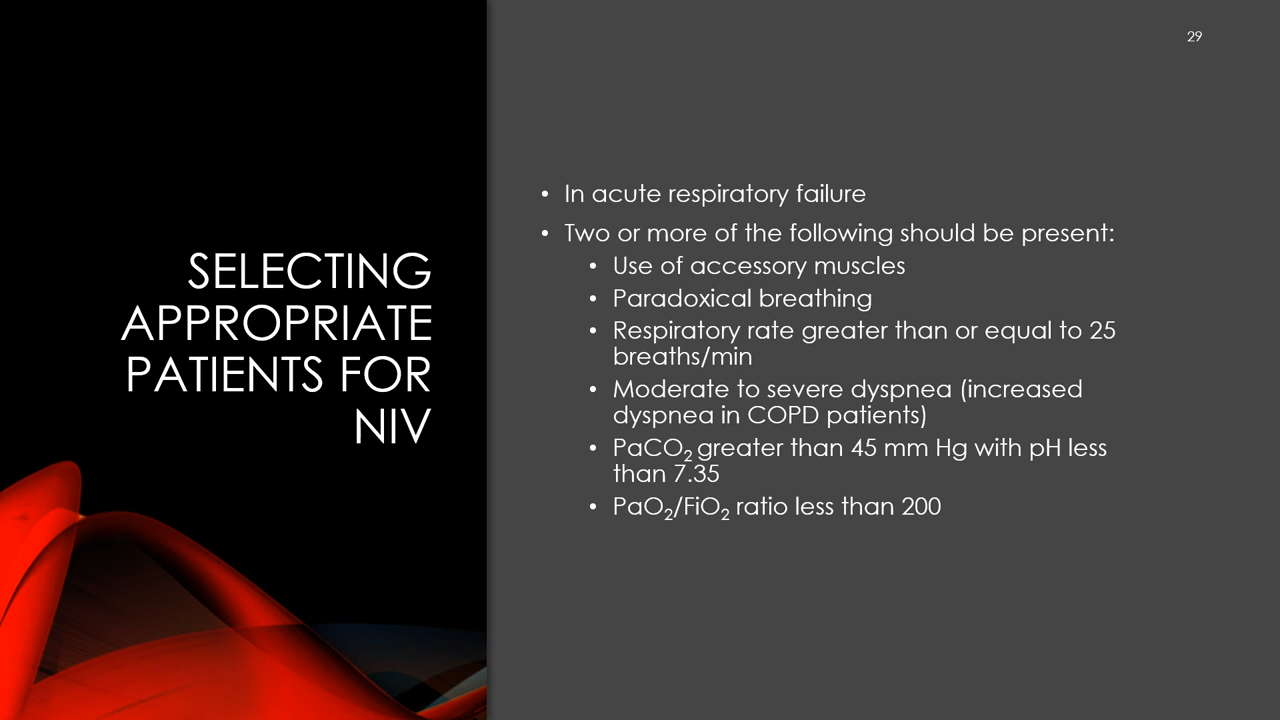 29
SELECTING
APPROPRIATE
PATIENTS FOR
NIV
• In acute respiratory failure
• Two or more of the following should be present:
• Use of accessory muscles
• Paradoxical breathing
• Respiratory rate greater than or equal to 25
breaths/min
• Moderate to severe dyspnea (increased
dyspnea in COPD patients)
• PaCO₂ greater than 45 mm Hg with pH less
than 7.35
• PaO₂/FiO₂ ratio less than 200